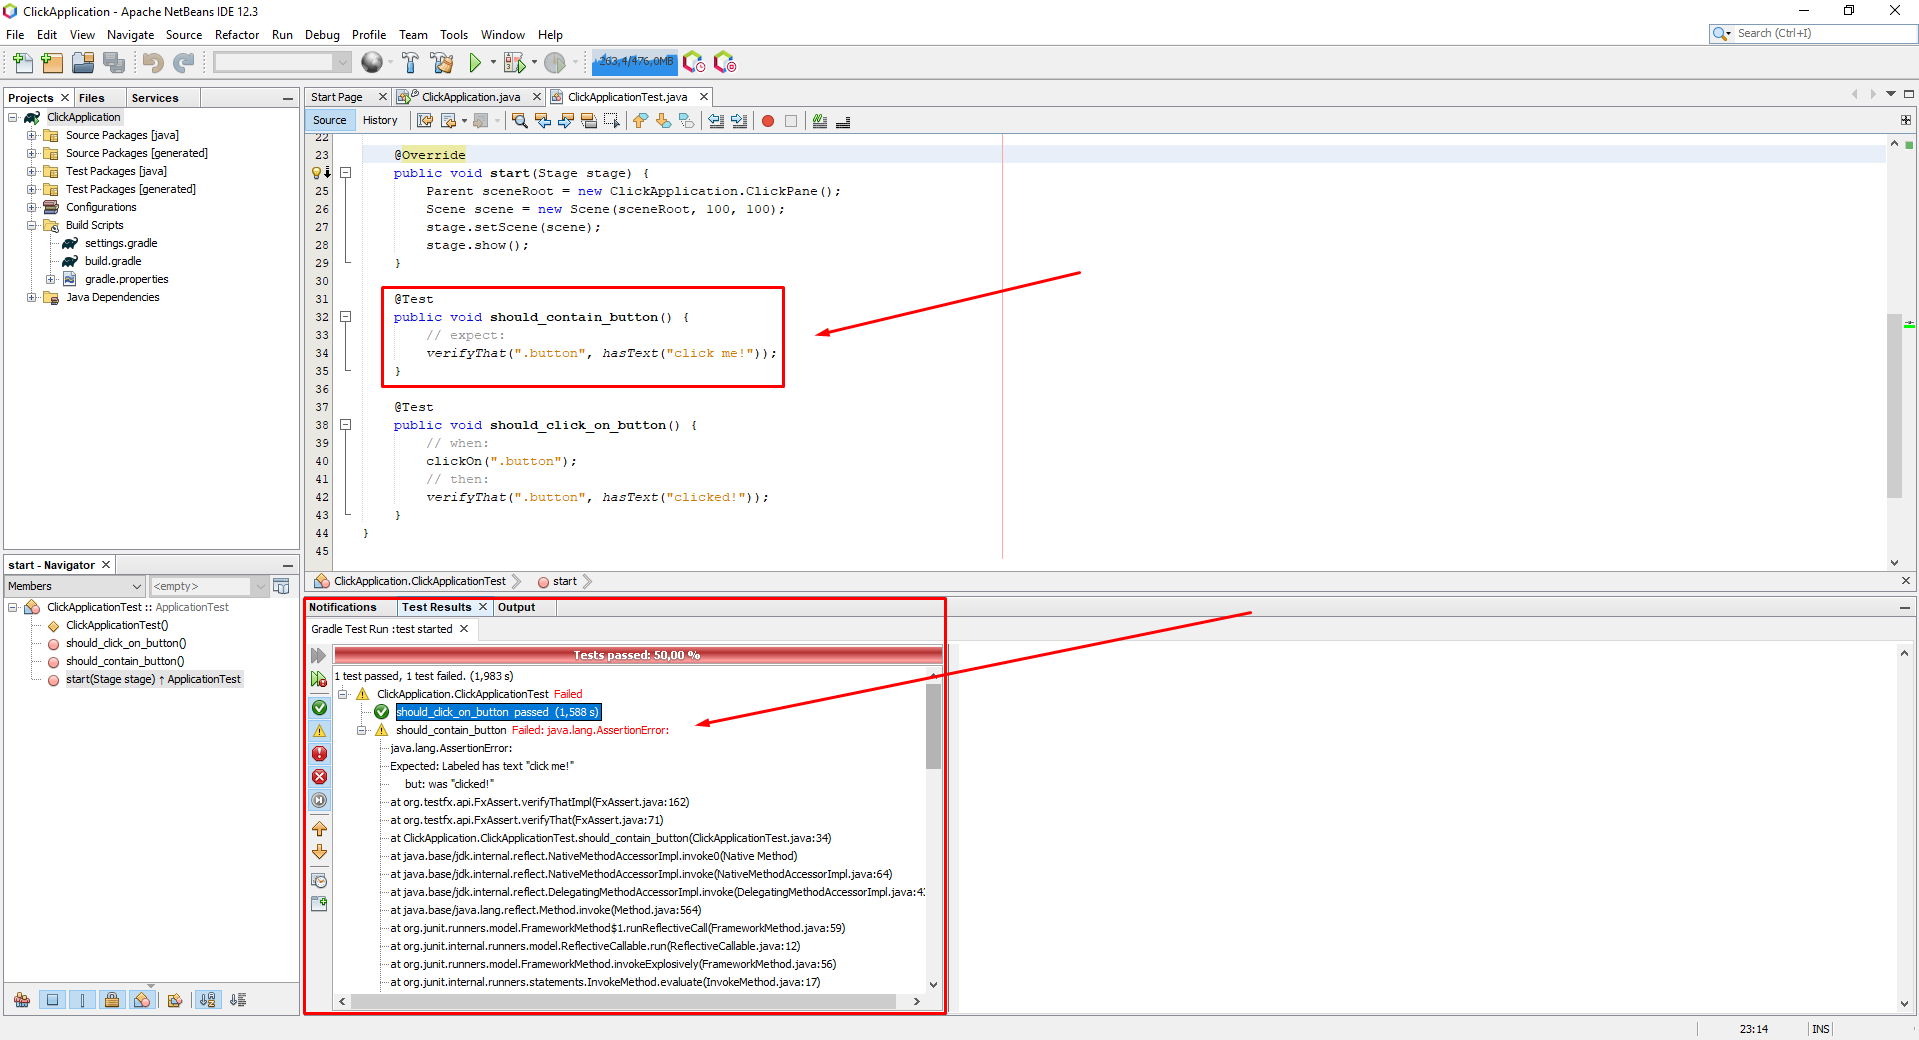 ClickApplication - Apache NetBeans IDE 12.3
File Edit View Navigate Source Refactor Run Debug Profile Team Tools Window Help
Search (Ctrl+I)
263,4/476,0MB
Projects Files Services
ClickApplication
Source Packages [java]
Source Packages [generated]
Test Packages [java]
Test Packages [generated]
Configurations
Build Scripts
settings.gradle
build.gradle
gradle.properties
Java Dependencies
start - Navigator
Members <empty>
ClickApplicationTest :: ApplicationTest
ClickApplicationTest()
should_click_on_button()
should_contain_button()
start(Stage stage) ↑ ApplicationTest
Start Page ClickApplication.java ClickApplicationTest.java
Source History
22
23 @Override
public void start(Stage stage) {
25 Parent sceneRoot = new ClickApplication.ClickPane();
26 Scene scene = new Scene(sceneRoot, 100, 100);
27 stage.setScene(scene);
28 stage.show();
29 }
30
31 @Test
32 public void should_contain_button() {
33 // expect:
34 verifyThat(".button", hasText("click me!"));
35 }
36
37 @Test
38 public void should_click_on_button() {
39 // when:
40 clickOn(".button");
41 // then:
42 verifyThat(".button", hasText("clicked!"));
43 }
44 }
45
ClickApplication.ClickApplicationTest start
Notifications Test Results Output
Gradle Test Run :test started
Tests passed: 50,00 %
1 test passed, 1 test failed. (1,983 s)
ClickApplication.ClickApplicationTest Failed
should_click_on_button passed (1,588 s)
should_contain_button Failed: java.lang.AssertionError:
java.lang.AssertionError:
Expected: Labeled has text "click me!"
but: was "clicked!"
at org.testfx.api.FxAssert.verifyThatImpl(FxAssert.java:162)
at org.testfx.api.FxAssert.verifyThat(FxAssert.java:71)
at ClickApplication.ClickApplicationTest.should_contain_button(ClickApplicationTest.java:34)
at java.base/jdk.internal.reflect.NativeMethodAccessorImpl.invoke0(Native Method)
at java.base/jdk.internal.reflect.NativeMethodAccessorImpl.invoke(NativeMethodAccessorImpl.java:64)
at java.base/jdk.internal.reflect.DelegatingMethodAccessorImpl.invoke(DelegatingMethodAccessorImpl.java:4
at java.base/java.lang.reflect.Method.invoke(Method.java:564)
at org.junit.runners.model.FrameworkMethod$1.runReflectiveCall(FrameworkMethod.java:59)
at org.junit.internal.runners.model.ReflectiveCallable.run(ReflectiveCallable.java:12)
at org.junit.runners.model.FrameworkMethod.invokeExplosively(FrameworkMethod.java:56)
at org.junit.internal.runners.statements.InvokeMethod.evaluate(InvokeMethod.java:17)
23:14 INS